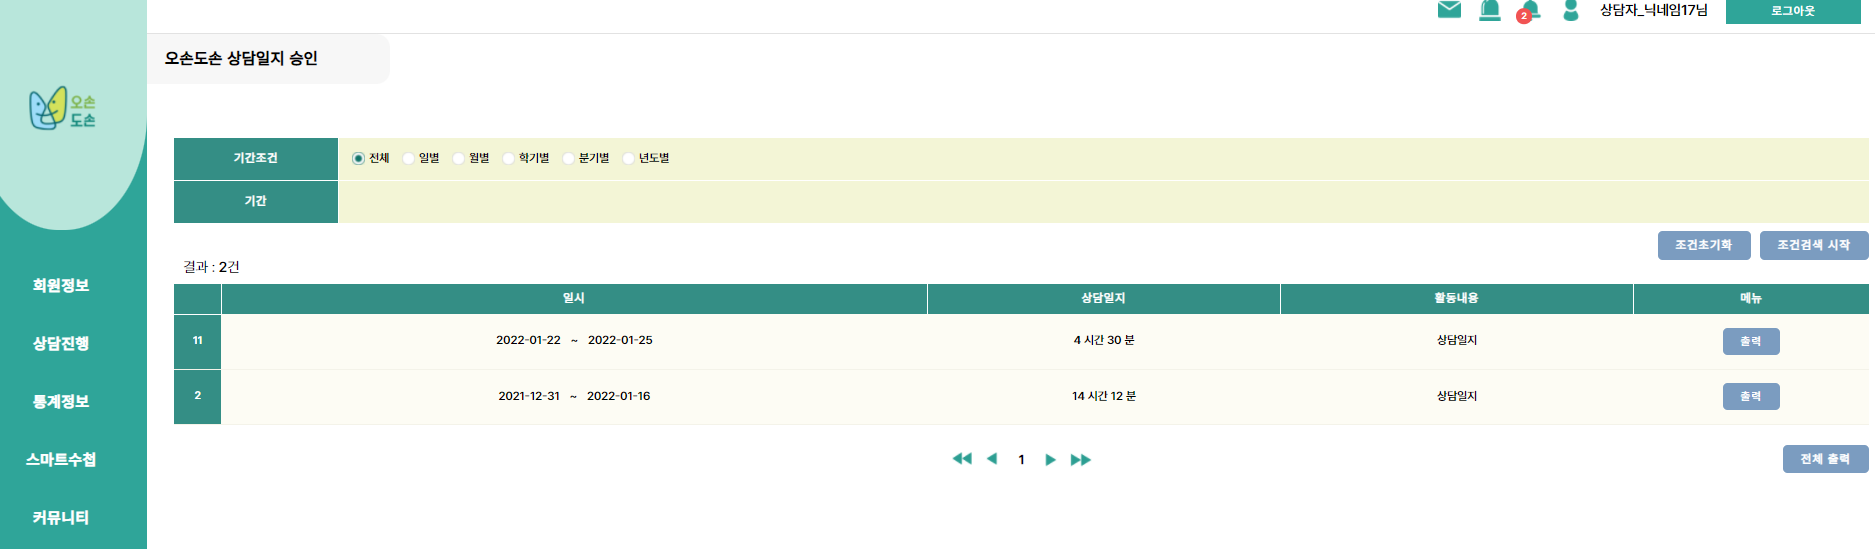 2 상담자_닉네임17님 로그아웃
오손도손 상담일지 승인
오손
도손
기간조건 전체 일별 월별 학기별 분기별 년도별
기간
조건초기화 조건검색 시작
결과 : 2건
일시 상담일지 활동내용 메뉴
11 2022-01-22 ~ 2022-01-25 4 시간 30 분 상담일지 출력
2 2021-12-31 ~ 2022-01-16 14 시간 12 분 상담일지 출력
1 전체 출력
회원정보
상담진행
통계정보
스마트수첩
커뮤니티